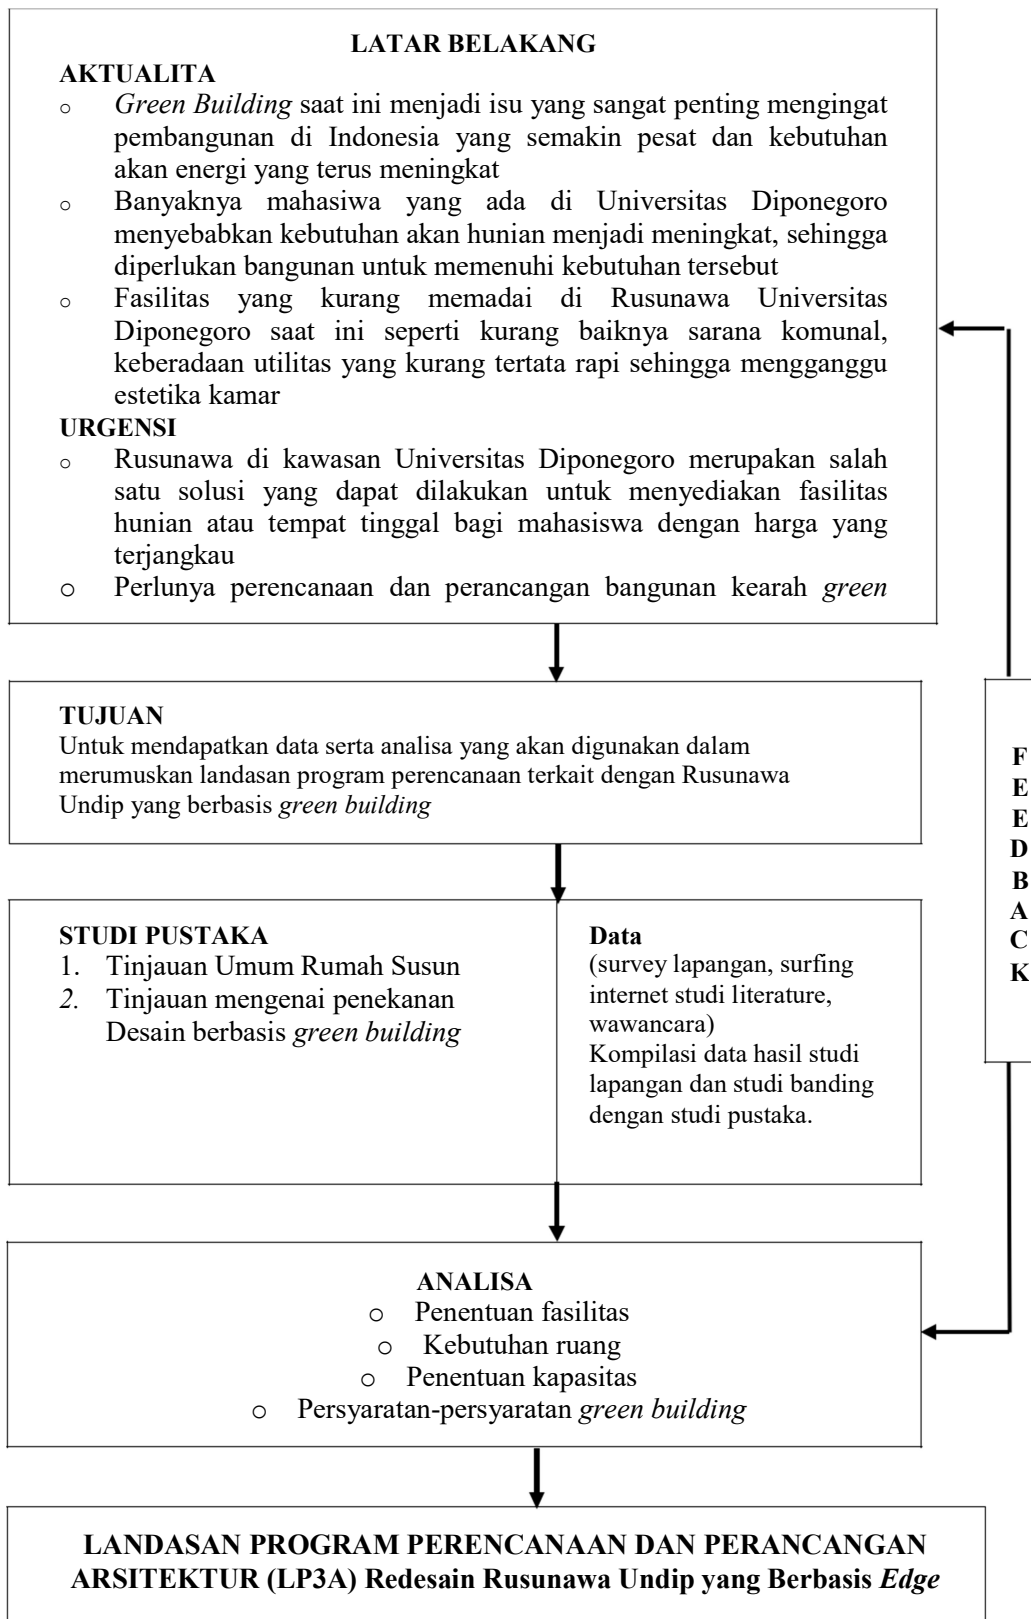 LATAR BELAKANG
AKTUALITA
o Green Building saat ini menjadi isu yang sangat penting mengingat
pembangunan di Indonesia yang semakin pesat dan kebutuhan
akan energi yang terus meningkat
o Banyaknya mahasiwa yang ada di Universitas Diponegoro
menyebabkan kebutuhan akan hunian menjadi meningkat, sehingga
diperlukan bangunan untuk memenuhi kebutuhan tersebut
o Fasilitas yang kurang memadai di Rusunawa Universitas
Diponegoro saat ini seperti kurang baiknya sarana komunal,
keberadaan utilitas yang kurang tertata rapi sehingga mengganggu
estetika kamar
URGENSI
o Rusunawa di kawasan Universitas Diponegoro merupakan salah
satu solusi yang dapat dilakukan untuk menyediakan fasilitas
hunian atau tempat tinggal bagi mahasiswa dengan harga yang
terjangkau
o Perlunya perencanaan dan perancangan bangunan kearah green
TUJUAN
Untuk mendapatkan data serta analisa yang akan digunakan dalam
merumuskan landasan program perencanaan terkait dengan Rusunawa
Undip yang berbasis green building
STUDI PUSTAKA
1. Tinjauan Umum Rumah Susun
2. Tinjauan mengenai penekanan
Desain berbasis green building
Data
(survey lapangan, surfing
internet studi literature,
wawancara)
Kompilasi data hasil studi
lapangan dan studi banding
dengan studi pustaka.
F
E
E
D
B
A
C
K
ANALISA
o Penentuan fasilitas
o Kebutuhan ruang
o Penentuan kapasitas
o Persyaratan-persyaratan green building
LANDASAN PROGRAM PERENCANAAN DAN PERANCANGAN
ARSITEKTUR (LP3A) Redesain Rusunawa Undip yang Berbasis Edge